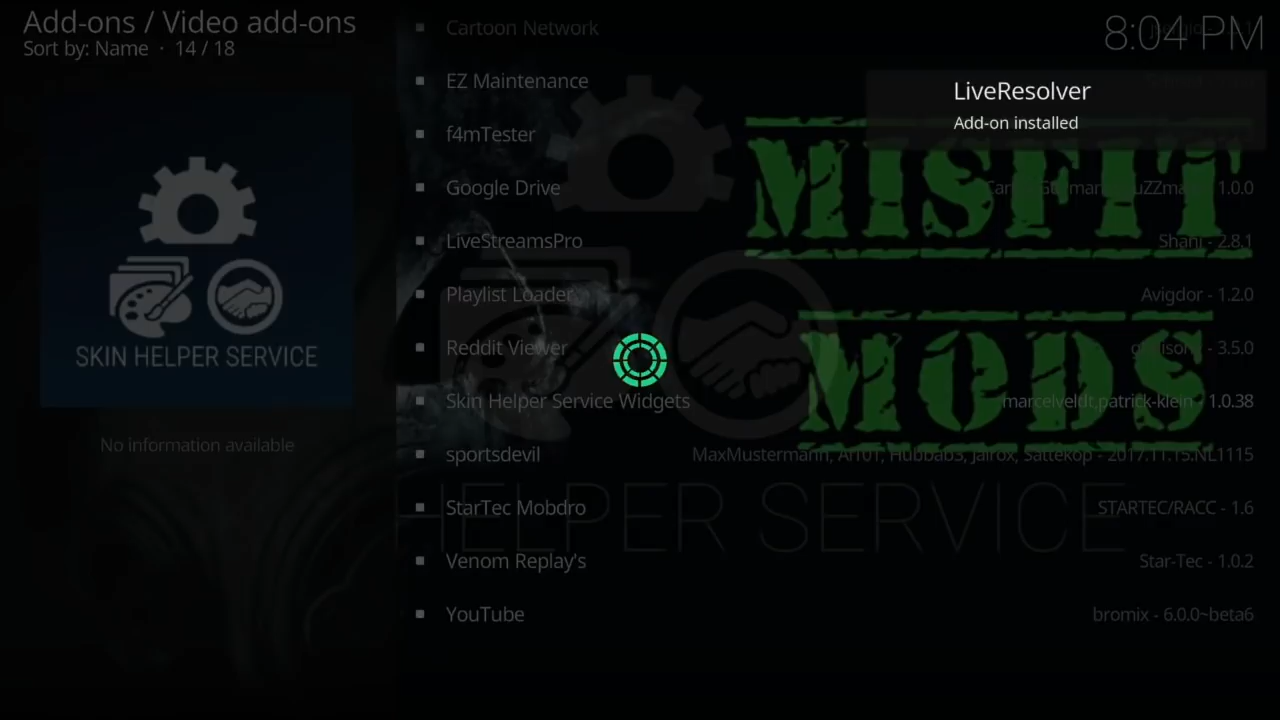 Add-ons / Video add-ons
Sort by: Name · 14 / 18
8:04 PM
LiveResolver
Add-on installed
SKIN HELPER SERVICE
No information available
Cartoon Network
EZ Maintenance
f4mTester
Google Drive
1.0.0
LiveStreamsPro
Shani - 2.8.1
Playlist Loader
Avigdor - 1.2.0
Reddit Viewer
- 3.5.0
Skin Helper Service Widgets
marcelveldt,patrick-klein - 1.0.38
sportsdevil
MaxMustermann, Arr01, Hubbabs, jairox, Sattekop - 2017.11.15.NL1115
StarTec Mobdro
STARTEC/RACC - 1.6
Venom Replay's
Star-Tec - 1.0.2
YouTube
bromix - 6.0.0~beta6
MISFIT
MODS
HELPER SERVICE